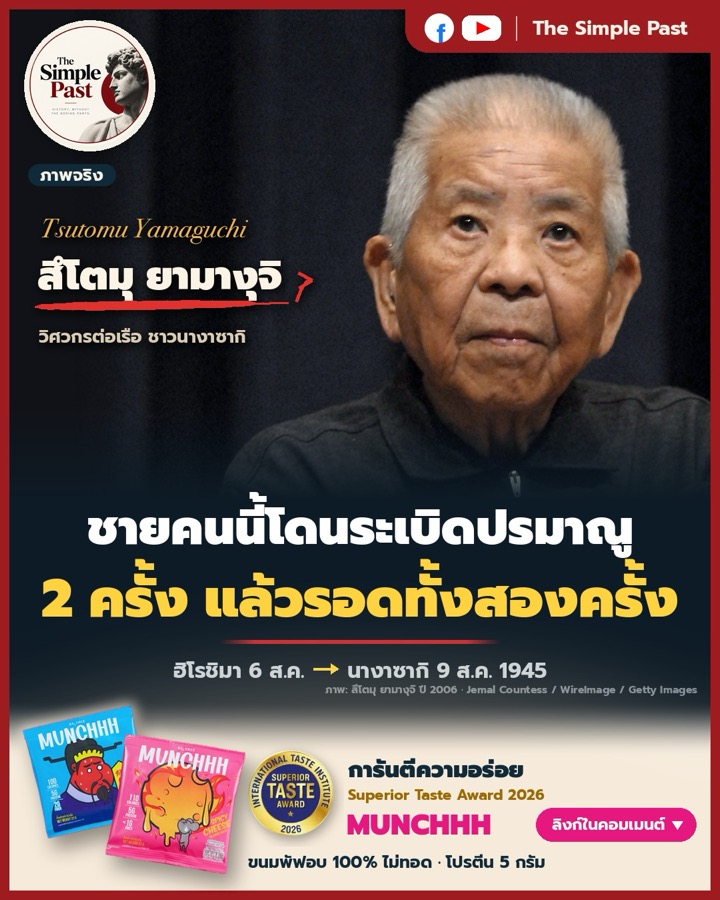 The Simple Past
The
Simple
Past
HISTORY, WITHOUT
THE BORING PARTS
ภาพจริง
Tsutomu Yamaguchi
สึโตมุ ยามางุจิ
วิศวกรต่อเรือ ชาวนางาซากิ
ชายคนนี้โดนระเบิดปรมาณู
2 ครั้ง แล้วรอดทั้งสองครั้ง
ฮิโรชิมา 6 ส.ค. → นางาซากิ 9 ส.ค. 1945
ภาพ: สึโตมุ ยามางุจิ ปี 2006 · Jemal Countess / WireImage / Getty Images
MUNCHHH
MUNCHHH
SPICY
CHEESE
INTERNATIONAL TASTE INSTITUTE
SUPERIOR
TASTE
AWARD
2026
การันตีความอร่อย
Superior Taste Award 2026
MUNCHHH
ลิงก์ในคอมเมนต์ ▼
ขนมพัฟอบ 100% ไม่ทอด · โปรตีน 5 กรัม